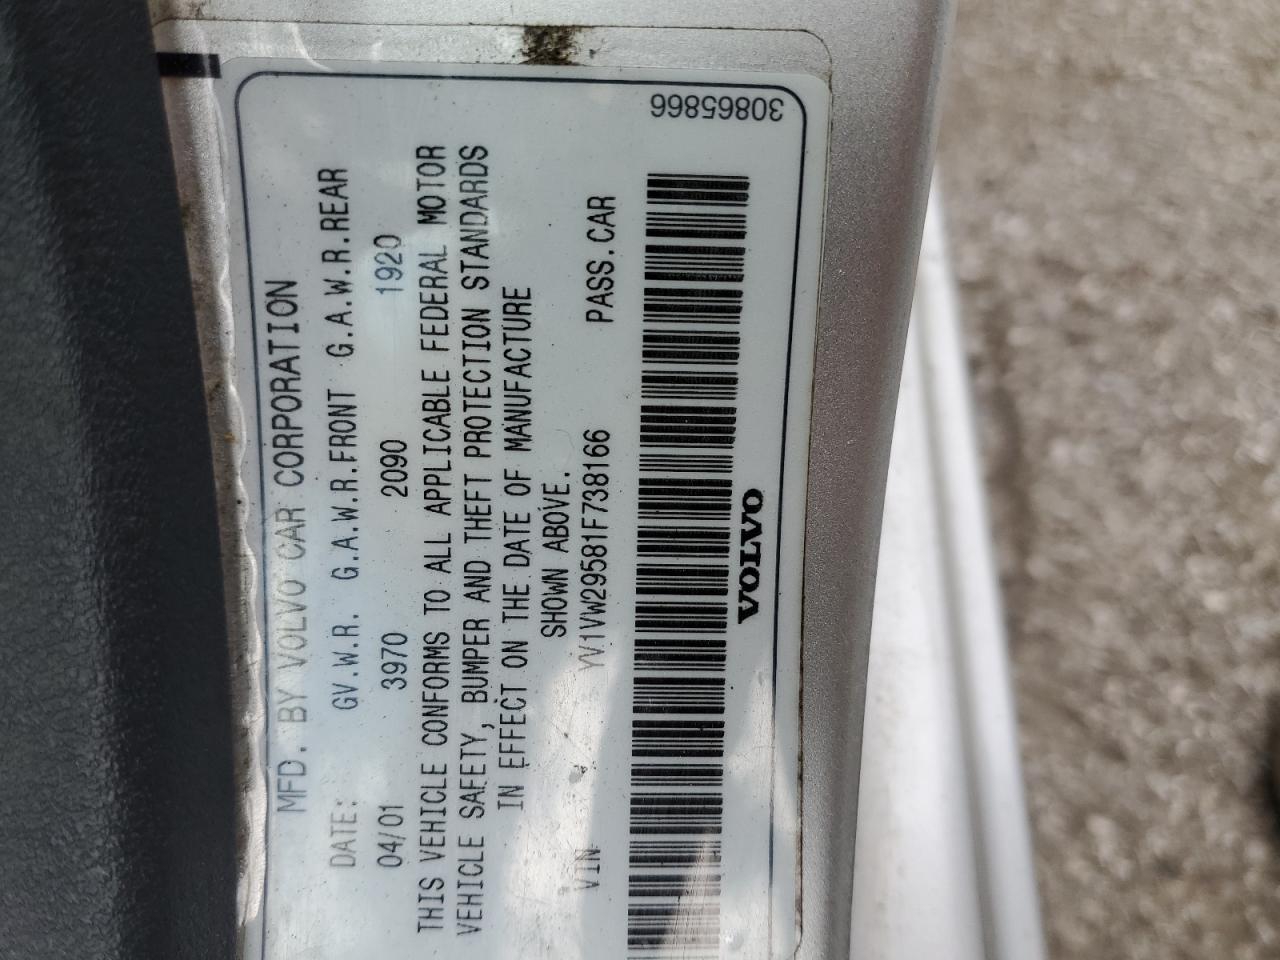 MFD. BY VOLVO CAR CORPORATION
DATE: GV.W.R. G.A.W.R.FRONT G.A.W.R.REAR
04/01 3970 2090 1920
THIS VEHICLE CONFORMS TO ALL APPLICABLE FEDERAL MOTOR
VEHICLE SAFETY, BUMPER AND THEFT PROTECTION STANDARDS
IN EFFECT ON THE DATE OF MANUFACTURE
SHOWN ABOVE.
VIN YV1VW29581F738166 PASS.CAR
VOLVO
30865866